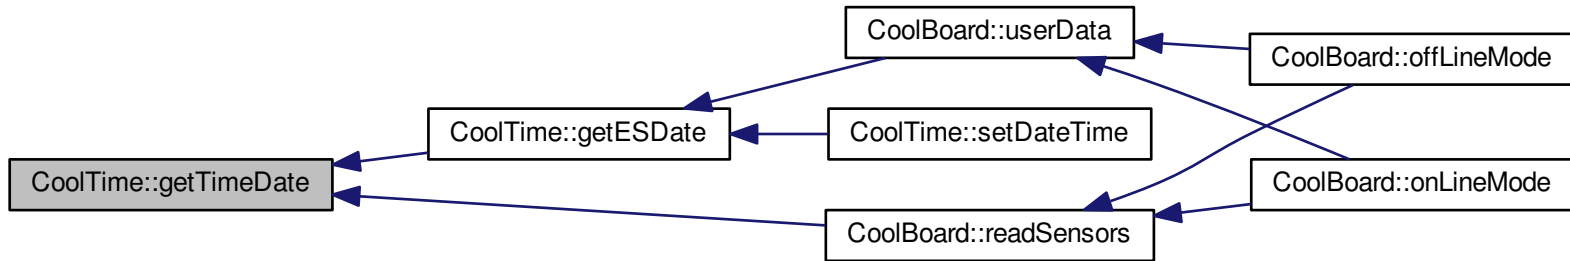 CoolBoard::userData
CoolBoard::offLineMode
CoolTime::getESDate
CoolTime::setDateTime
CoolTime::getTimeDate
CoolBoard::onLineMode
CoolBoard::readSensors